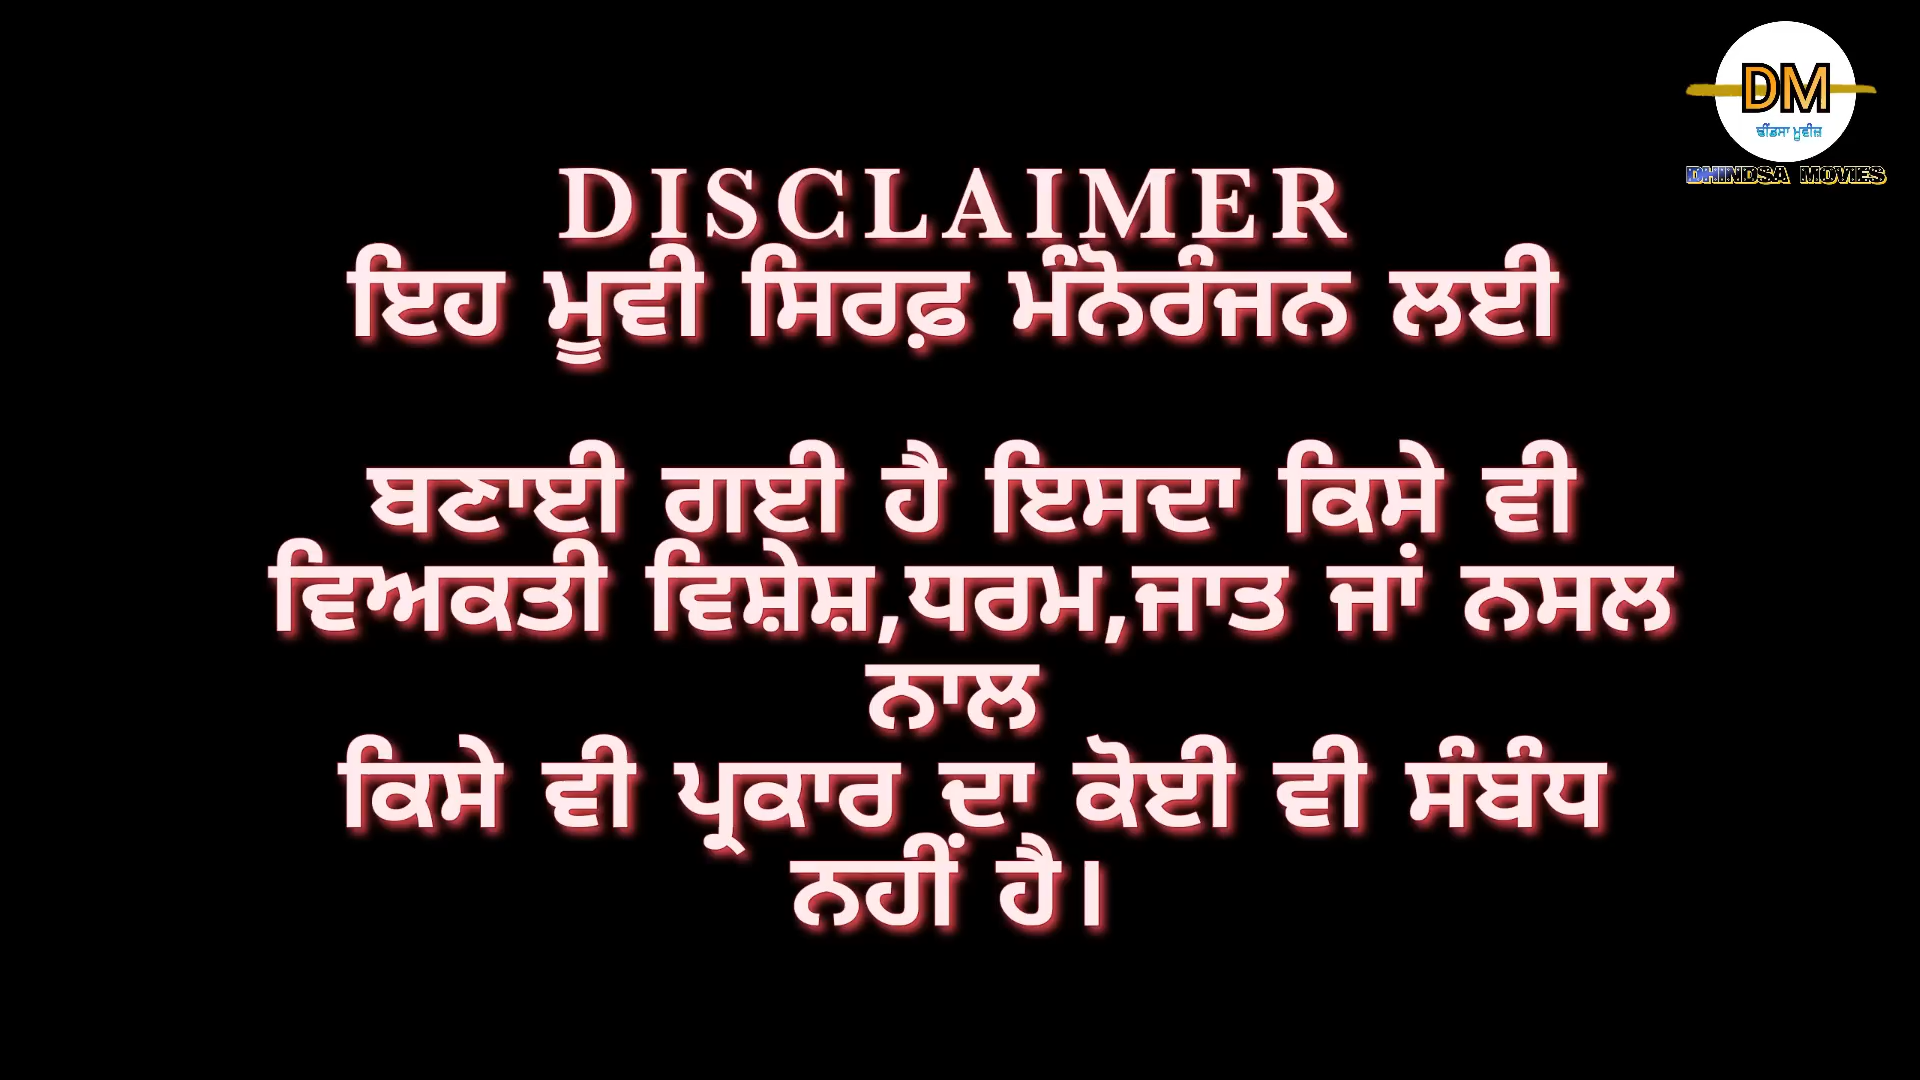 DM
ਢੀਂਡਸਾ ਮੂਵੀਜ਼
DHINDSA MOVIES
DISCLAIMER
ਇਹ ਮੂਵੀ ਸਿਰਫ਼ ਮੰਨੋਰੰਜਨ ਲਈ
ਬਣਾਈ ਗਈ ਹੈ ਇਸਦਾ ਕਿਸੇ ਵੀ
ਵਿਅਕਤੀ ਵਿਸ਼ੇਸ਼,ਧਰਮ,ਜਾਤ ਜਾਂ ਨਸਲ
ਨਾਲ
ਕਿਸੇ ਵੀ ਪ੍ਰਕਾਰ ਦਾ ਕੋਈ ਵੀ ਸੰਬੰਧ
ਨਹੀਂ ਹੈ।